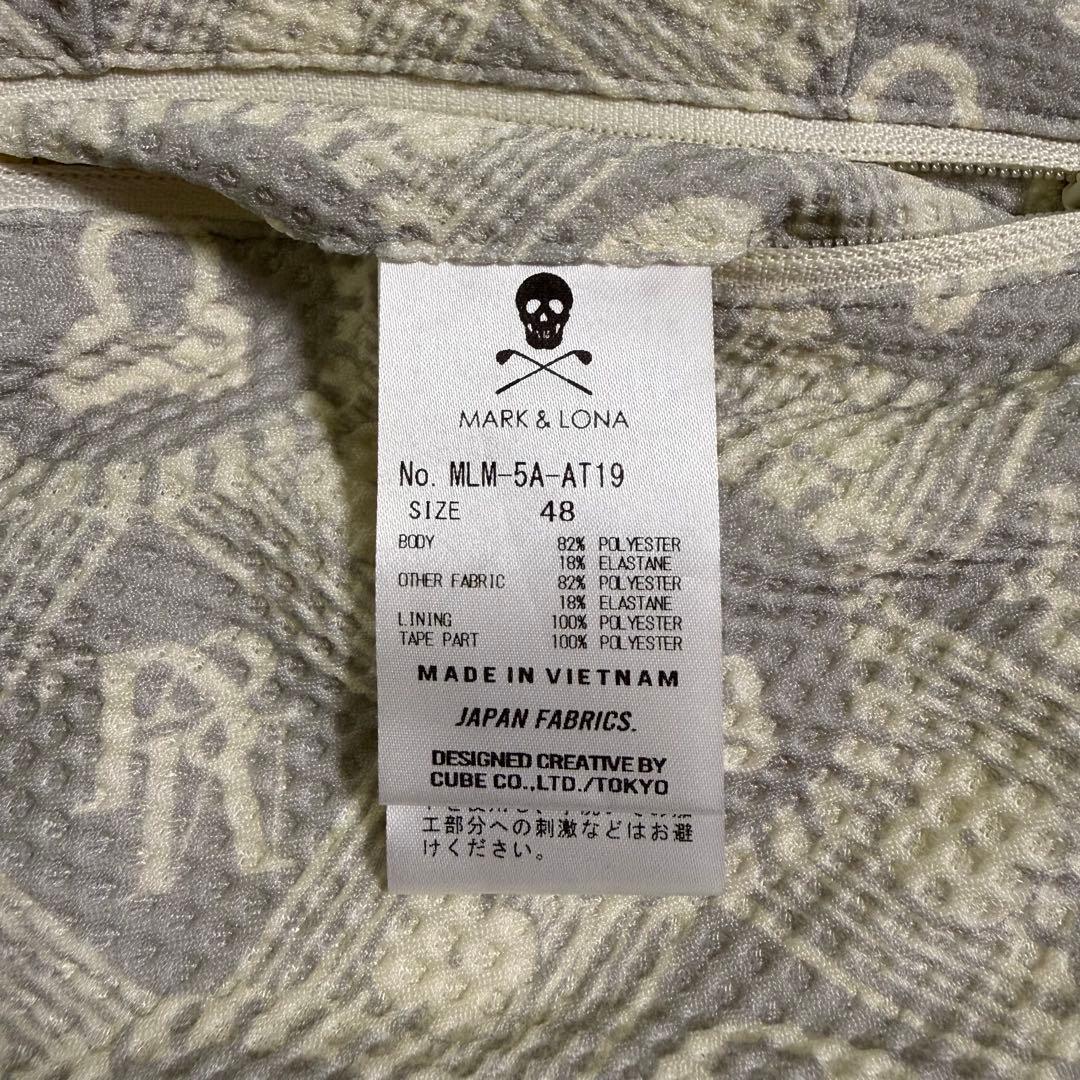 MARK & LONA
No. MLM-5A-AT19
SIZE 48
BODY 82% POLYESTER
18% ELASTANE
OTHER FABRIC 82% POLYESTER
18% ELASTANE
LINING 100% POLYESTER
TAPE PART 100% POLYESTER
MADE IN VIETNAM
JAPAN FABRICS.
DESIGNED CREATIVE BY
CUBE CO.,LTD./TOKYO
工部分への刺激などはお避
けください。